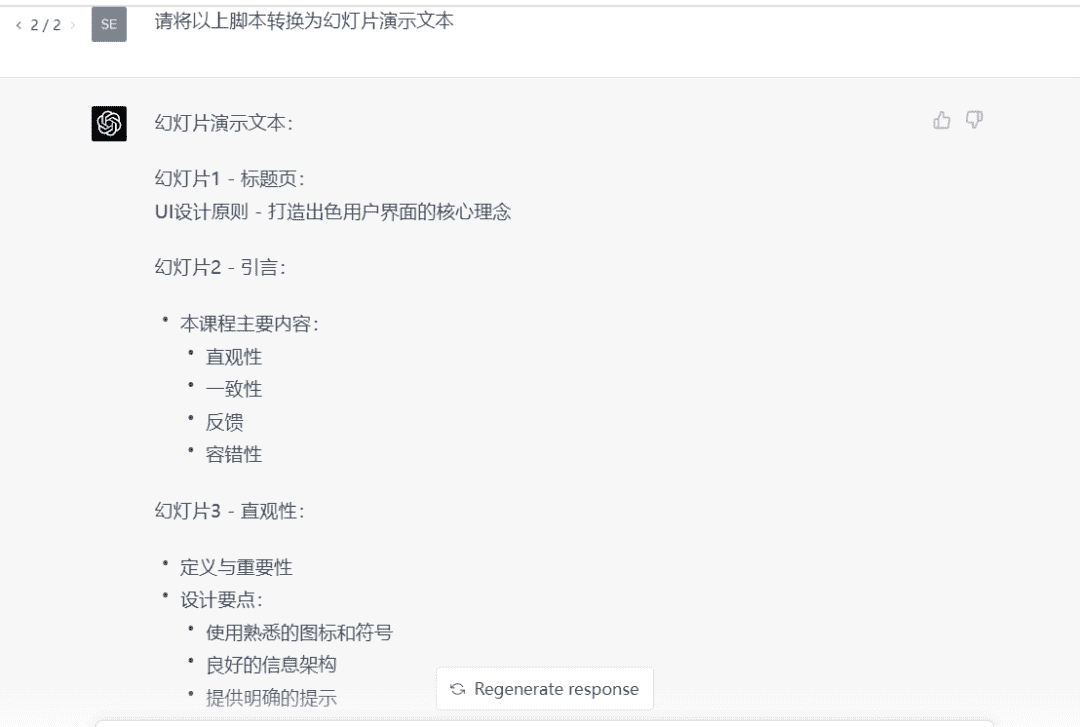 < 2 / 2 >
SE
请将以上脚本转换为幻灯片演示文本
幻灯片演示文本：
幻灯片1 - 标题页：
UI设计原则 - 打造出色用户界面的核心理念
幻灯片2 - 引言：
• 本课程主要内容：
• 直观性
• 一致性
• 反馈
• 容错性
幻灯片3 - 直观性：
• 定义与重要性
• 设计要点：
• 使用熟悉的图标和符号
• 良好的信息架构
• 提供明确的提示
Regenerate response